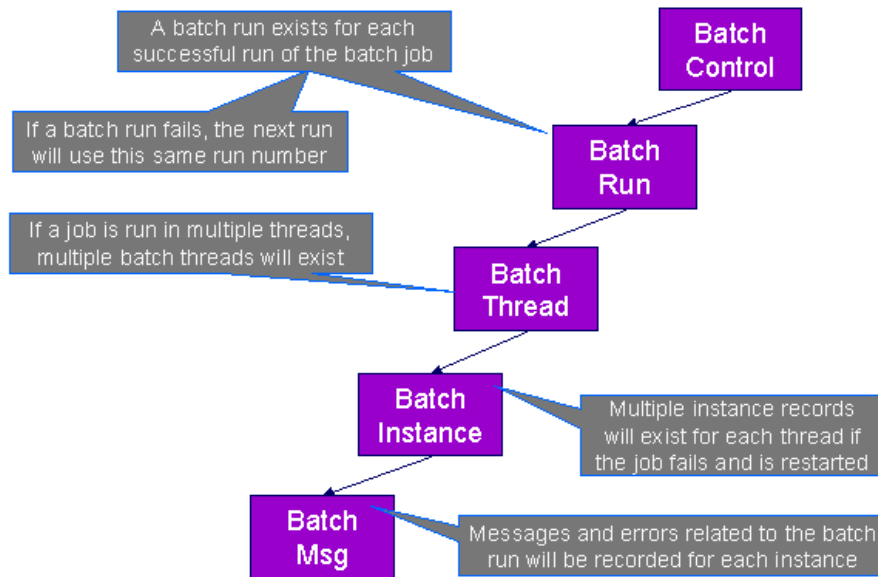 A batch run exists for each
successful run of the batch job
Batch
Control
If a batch run fails, the next run
will use this same run number
Batch
Run
If a job is run in multiple threads,
multiple batch threads will exist
Batch
Thread
Batch
Instance
Multiple instance records
will exist for each thread if
the job fails and is restarted
Batch
Msg
Messages and errors related to the batch
run will be recorded for each instance